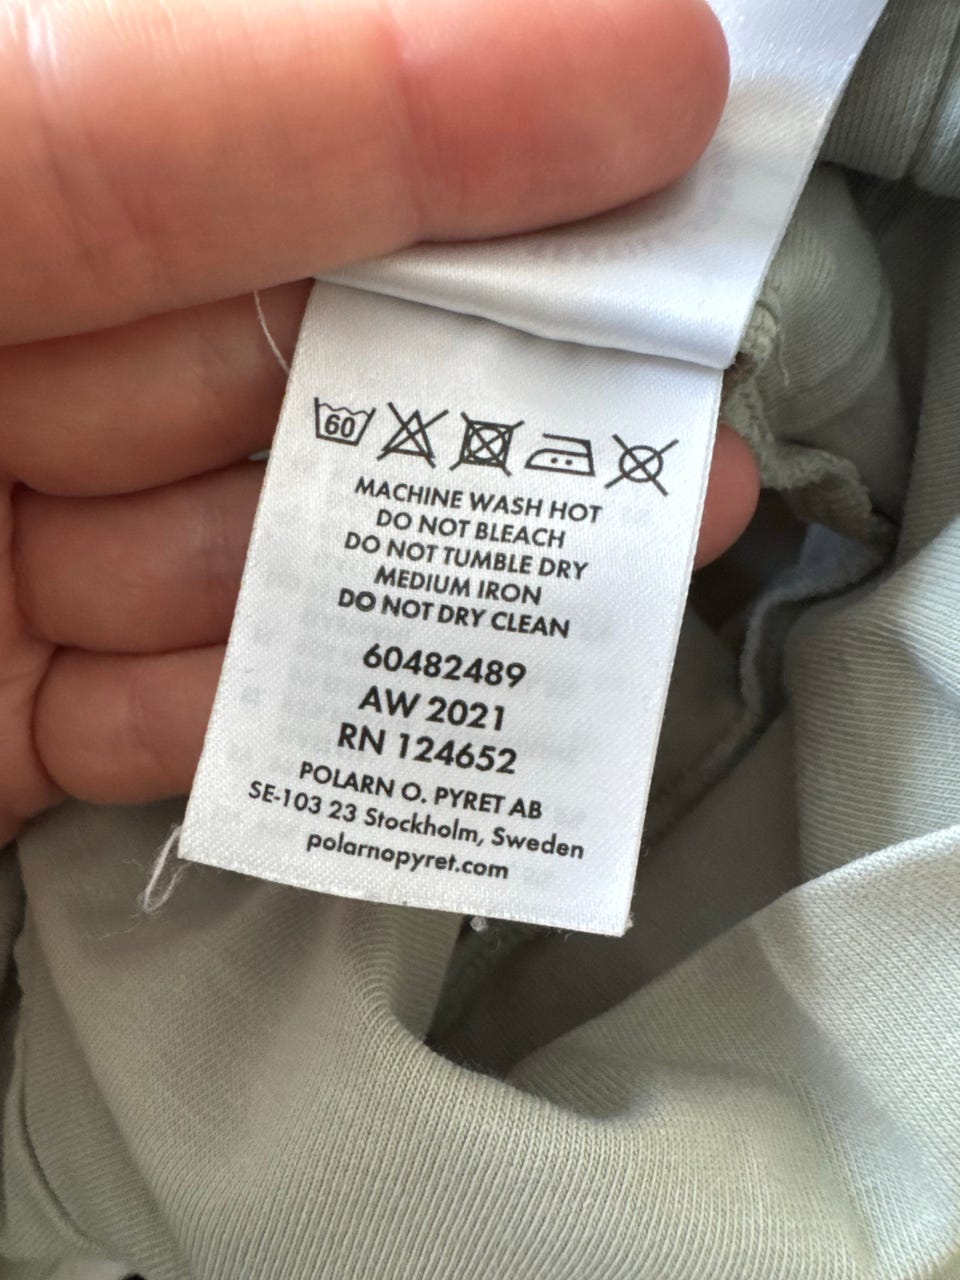 60
MACHINE WASH HOT
DO NOT BLEACH
DO NOT TUMBLE DRY
MEDIUM IRON
DO NOT DRY CLEAN
60482489
AW 2021
RN 124652
POLARN O. PYRET AB
SE-103 23 Stockholm, Sweden
polarnopyret.com